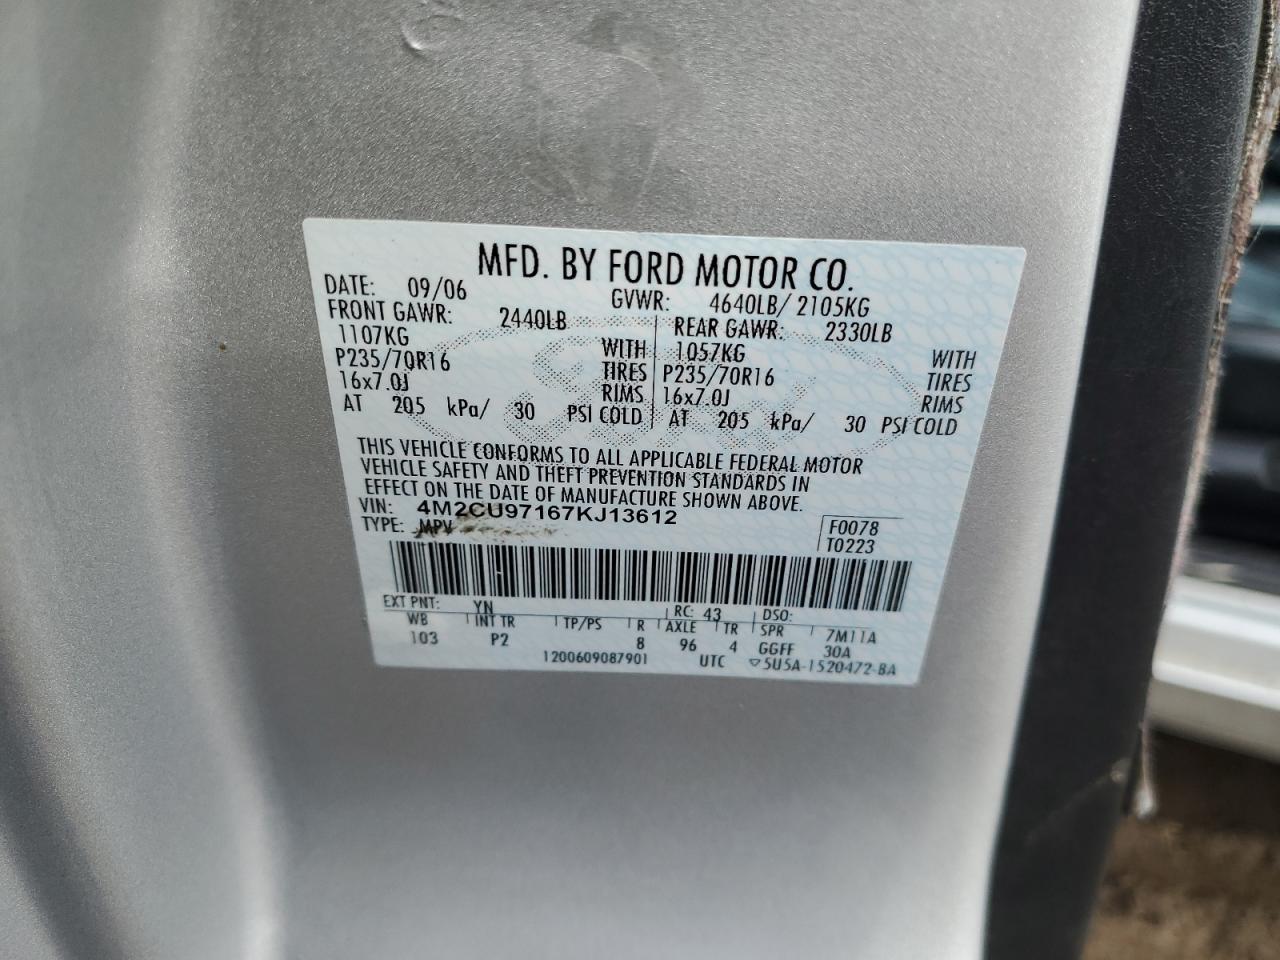 MFD. BY FORD MOTOR CO.
DATE: 09/06 GVWR: 4640LB/ 2105KG
FRONT GAWR: 2440LB REAR GAWR: 2330LB
1107KG WITH 1057KG WITH
P235/70R16 TIRES P235/70R16 TIRES
16x7.0J RIMS 16x7.0J RIMS
AT 205 kPa/ 30 PSI COLD AT 205 kPa/ 30 PSI COLD
THIS VEHICLE CONFORMS TO ALL APPLICABLE FEDERAL MOTOR
VEHICLE SAFETY AND THEFT PREVENTION STANDARDS IN
EFFECT ON THE DATE OF MANUFACTURE SHOWN ABOVE.
VIN: 4M2CU97167KJ13612 F0078
TYPE: MPV T0223
EXT PNT: YN RC: 43 DSO:
WB INT TR TP/PS R AXLE TR SPR 7M11A
103 P2 8 96 4 GGFF 30A
1200609087901 UTC ▽5U5A-1520472-BA